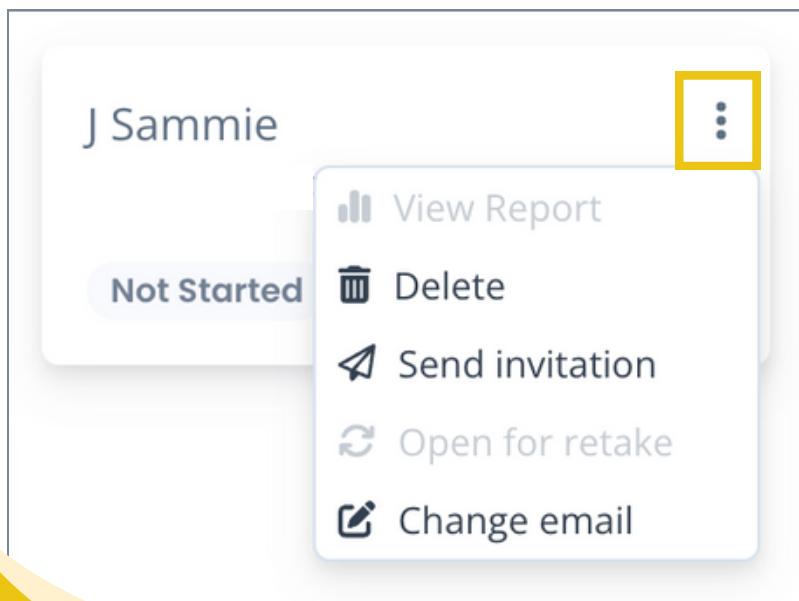 J Sammie
View Report
Not Started
Delete
Send invitation
Open for retake
Change email